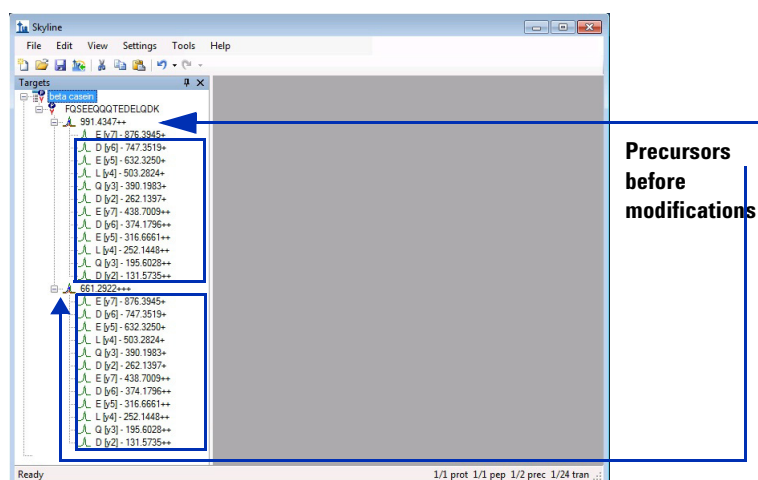 Skyline
File Edit View Settings Tools Help
Targets
beta casein
FQSEEQQQTEDELQDK
991.4347++
E [y7] - 876.3945+
D [y6] - 747.3519+
E [y5] - 632.3250+
L [y4] - 503.2824+
Q [y3] - 390.1983+
D [y2] - 262.1397+
E [y7] - 438.7009++
D [y6] - 374.1796++
E [y5] - 316.6661++
L [y4] - 252.1448++
Q [y3] - 195.6028++
D [y2] - 131.5735++
661.2922+++
E [y7] - 876.3945+
D [y6] - 747.3519+
E [y5] - 632.3250+
L [y4] - 503.2824+
Q [y3] - 390.1983+
D [y2] - 262.1397+
E [y7] - 438.7009++
D [y6] - 374.1796++
E [y5] - 316.6661++
L [y4] - 252.1448++
Q [y3] - 195.6028++
D [y2] - 131.5735++
Ready
1/1 prot 1/1 pep 1/2 prec 1/24 tran
Precursors
before
modifications